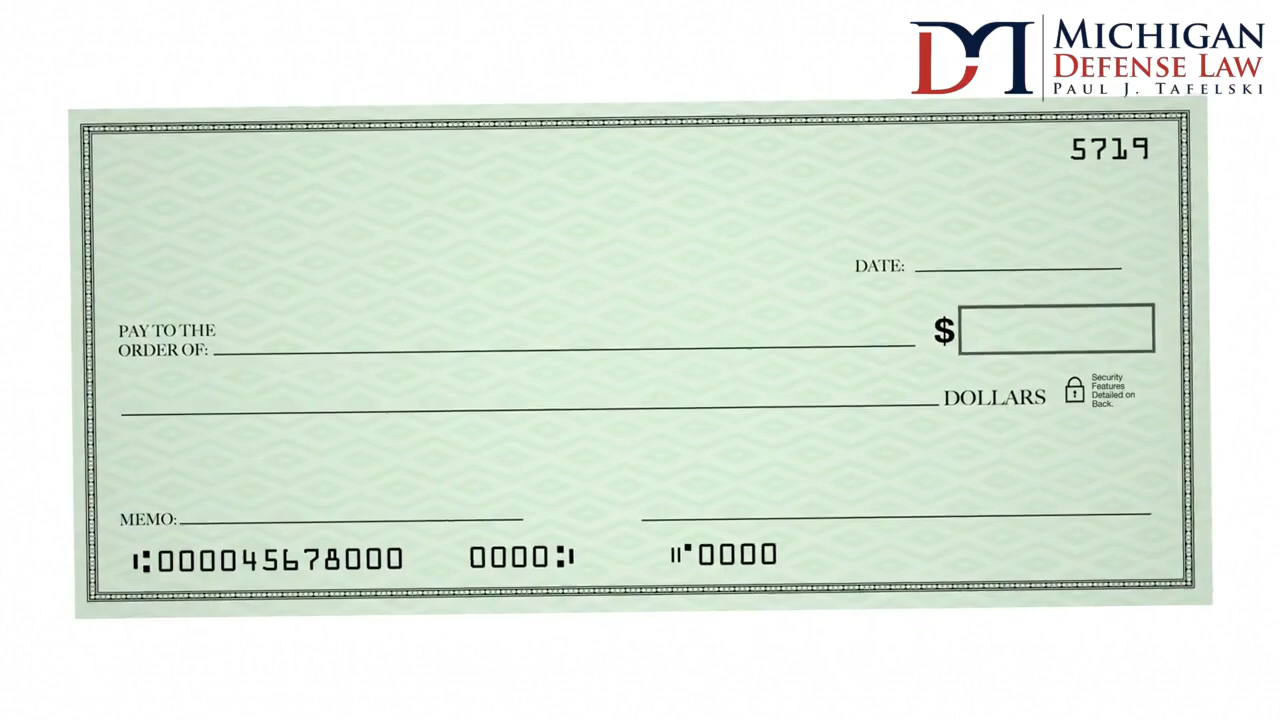 MICHIGAN
DEFENSE LAW
PAUL J. TAFELSKI
5719
DATE:
PAY TO THE
ORDER OF:
$
DOLLARS
Security
Features
Detailed on
Back.
MEMO:
⑆000045678000 0000⑆ ⑈0000